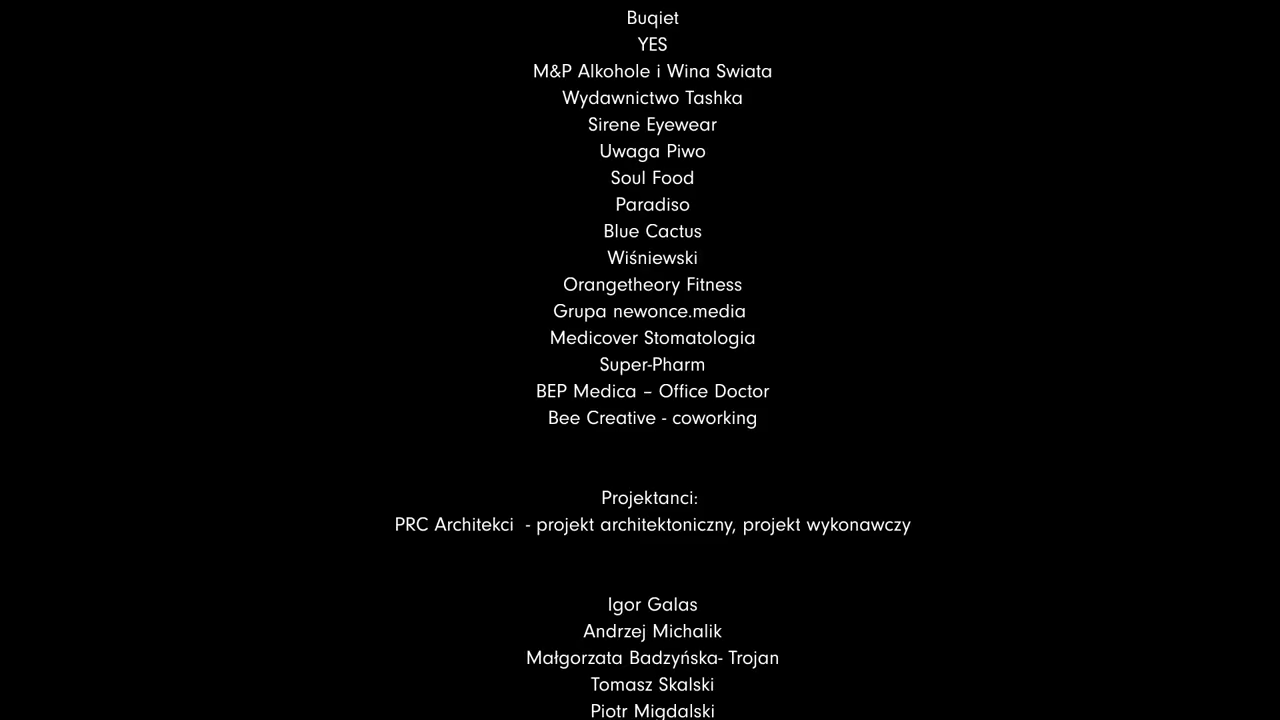 Buqiet
YES
M&P Alkohole i Wina Swiata
Wydawnictwo Tashka
Sirene Eyewear
Uwaga Piwo
Soul Food
Paradiso
Blue Cactus
Wiśniewski
Orangetheory Fitness
Grupa newonce.media
Medicover Stomatologia
Super-Pharm
BEP Medica – Office Doctor
Bee Creative - coworking
Projektanci:
PRC Architekci - projekt architektoniczny, projekt wykonawczy
Igor Galas
Andrzej Michalik
Małgorzata Badzyńska- Trojan
Tomasz Skalski
Piotr Migdalski